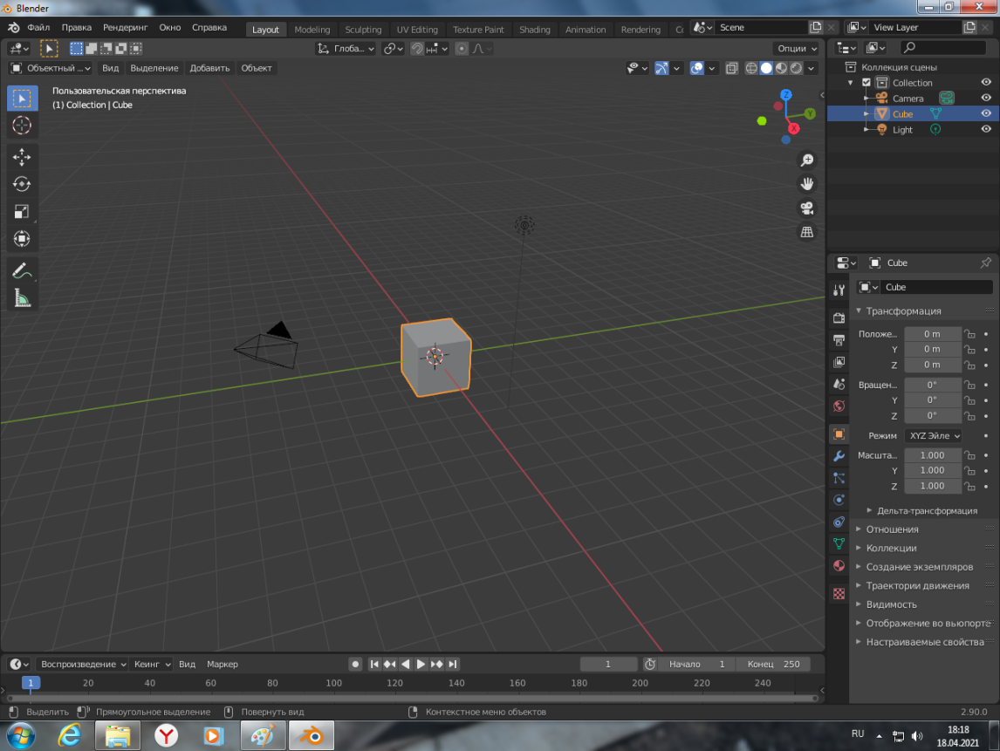 Blender
Файл Правка Рендеринг Окно Справка Layout Modeling Sculpting UV Editing Texture Paint Shading Animation Rendering Scene View Layer
Глоба... Опции
Объектный ... Вид Выделение Добавить Объект
Пользовательская перспектива
(1) Collection | Cube
Z
Y
X
Коллекция сцены
Collection
Camera
Cube
Light
Cube
Cube
Трансформация
Положе... 0 m
Y 0 m
Z 0 m
Вращен... 0°
Y 0°
Z 0°
Режим XYZ Эйле
Масшта... 1.000
Y 1.000
Z 1.000
Дельта-трансформация
Отношения
Коллекции
Создание экземпляров
Траектории движения
Видимость
Отображение во вьюпорте
Настраиваемые свойства
Воспроизведение Кеинг Вид Маркер 1 Начало 1 Конец 250
1 20 40 60 80 100 120 140 160 180 200 220 240
Выделить Прямоугольное выделение Повернуть вид Контекстное меню объектов 2.90.0
RU 18:18
18.04.2021